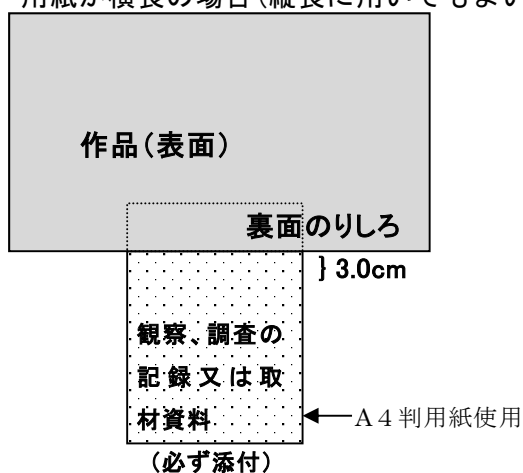 用紙が横長の場合(縦長に用いてもよい
作品(表面)
裏面のりしろ
} 3.0cm
観察、調査の
記録又は取
材資料
A4判用紙使用
(必ず添付)